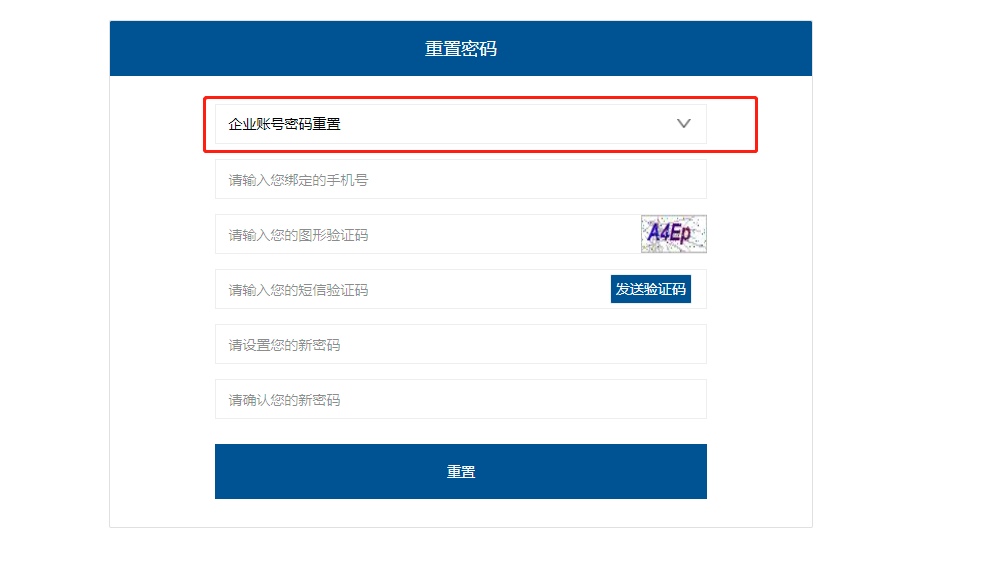 重置密码
企业账号密码重置
请输入您绑定的手机号
请输入您的图形验证码
A4Ep
请输入您的短信验证码
发送验证码
请设置您的新密码
请确认您的新密码
重置